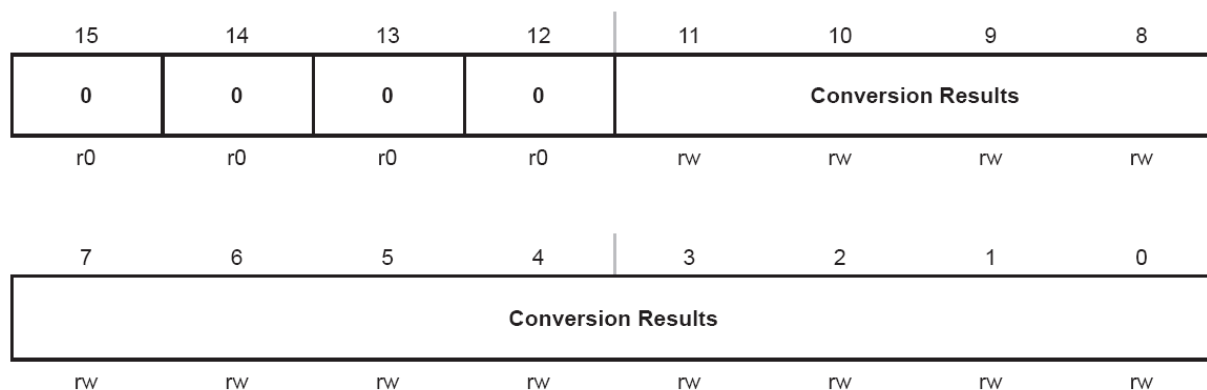 15 14 13 12 11 10 9 8
0 0 0 0 Conversion Results
r0 r0 r0 r0 rw rw rw rw
7 6 5 4 3 2 1 0
Conversion Results
rw rw rw rw rw rw rw rw